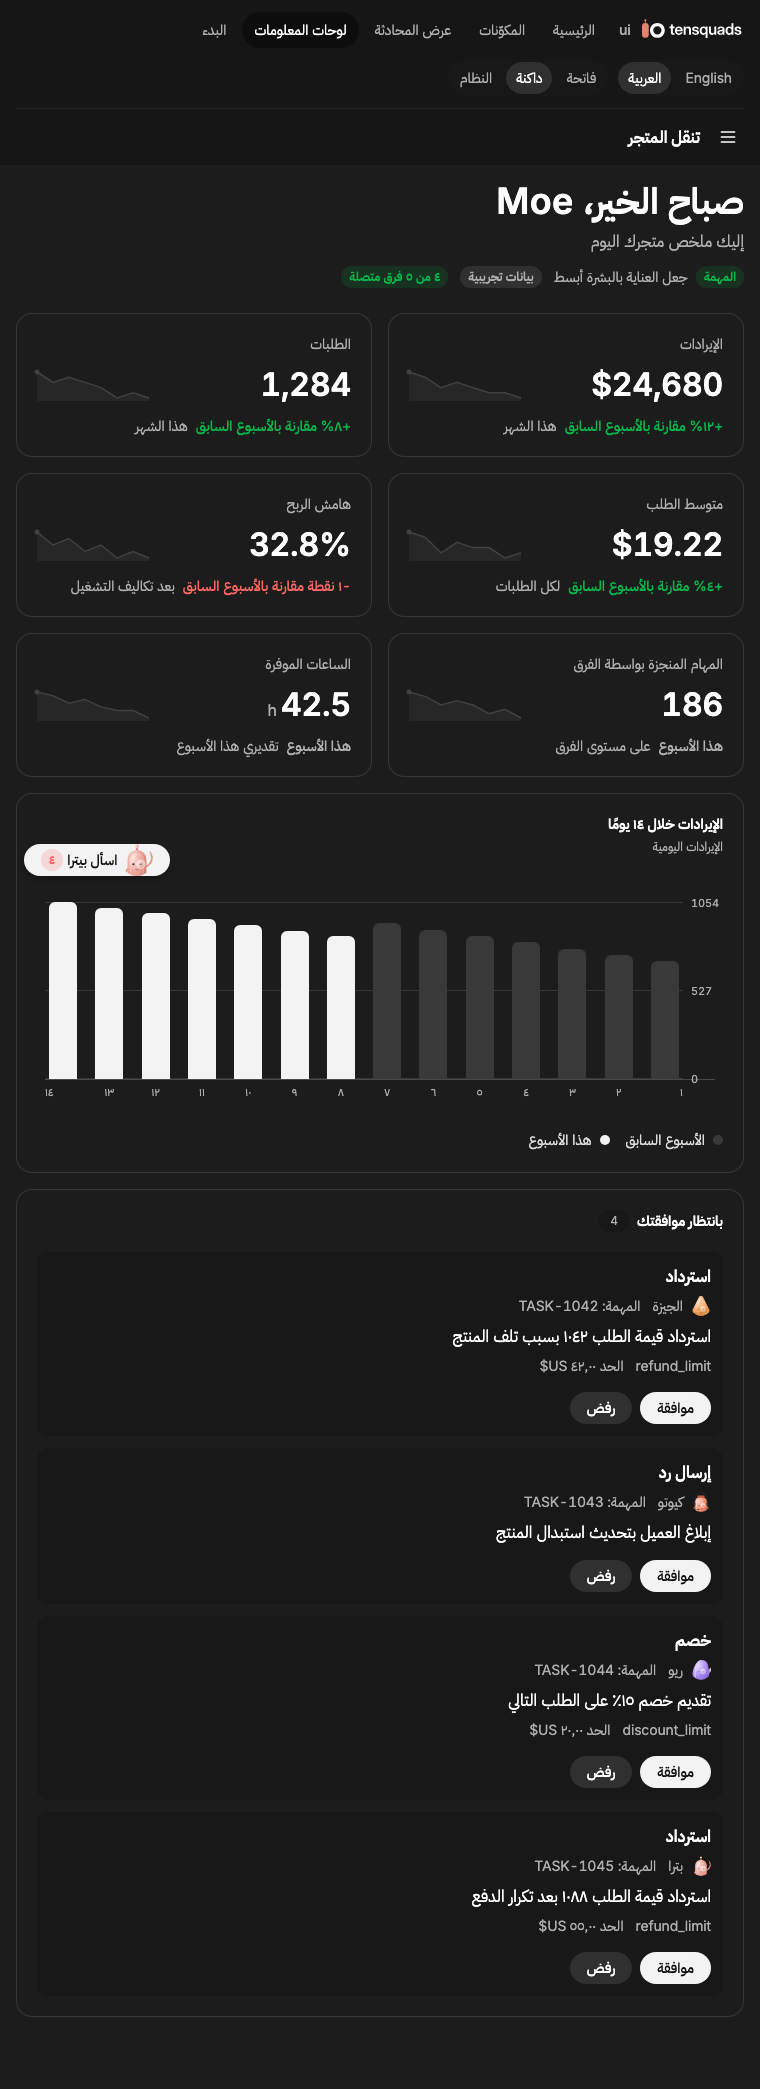 tensquads ui الرئيسية المكوّنات عرض المحادثة لوحات المعلومات البدء
English العربية فاتحة داكنة النظام
تنقل المتجر
صباح الخير، Moe
إليك ملخص متجرك اليوم
المهمة جعل العناية بالبشرة أبسط بيانات تجريبية ٤ من ٥ فرق متصلة
الإيرادات
$24,680
+١٢% مقارنة بالأسبوع السابق هذا الشهر
الطلبات
1,284
+٨% مقارنة بالأسبوع السابق هذا الشهر
متوسط الطلب
$19.22
+٤% مقارنة بالأسبوع السابق لكل الطلبات
هامش الربح
32.8%
-١ نقطة مقارنة بالأسبوع السابق بعد تكاليف التشغيل
المهام المنجزة بواسطة الفرق
186
هذا الأسبوع على مستوى الفرق
الساعات الموفرة
42.5 h
هذا الأسبوع تقديري هذا الأسبوع
الإيرادات خلال ١٤ يومًا
الإيرادات اليومية
اسأل بيترا ٤
1054
527
0
١ ٢ ٣ ٤ ٥ ٦ ٧ ٨ ٩ ١٠ ١١ ١٢ ١٣ ١٤
الأسبوع السابق هذا الأسبوع
بانتظار موافقتك 4
استرداد
الجيزة المهمة: TASK-1042
استرداد قيمة الطلب ١٠٤٢ بسبب تلف المنتج
refund_limit الحد ٤٢,٠٠ US$
موافقة رفض
إرسال رد
كيوتو المهمة: TASK-1043
إبلاغ العميل بتحديث استبدال المنتج
موافقة رفض
خصم
ريو المهمة: TASK-1044
تقديم خصم ١٥٪ على الطلب التالي
discount_limit الحد ٢٠,٠٠ US$
موافقة رفض
استرداد
بترا المهمة: TASK-1045
استرداد قيمة الطلب ١٠٨٨ بعد تكرار الدفع
refund_limit الحد ٥٥,٠٠ US$
موافقة رفض